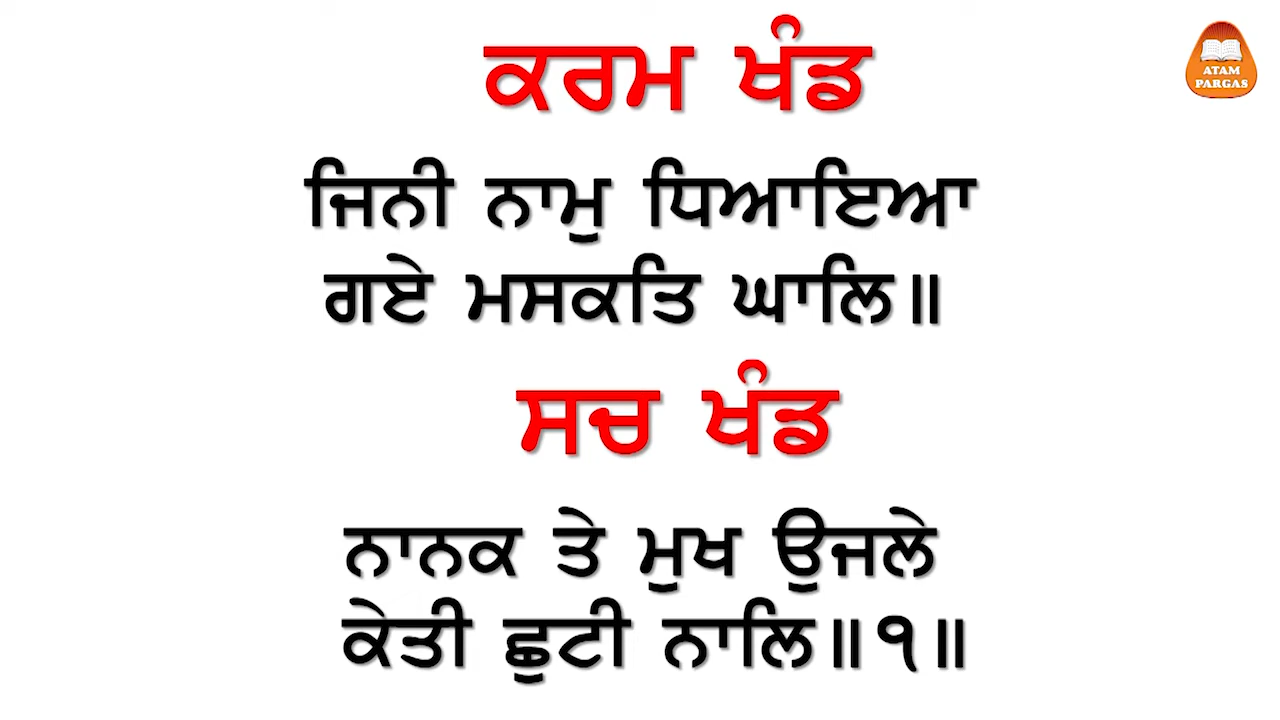 ਕਰਮ ਖੰਡ
ATAM
PARGAS
ਜਿਨੀ ਨਾਮੁ ਧਿਆਇਆ
ਗਏ ਮਸਕਤਿ ਘਾਲਿ॥
ਸਚ ਖੰਡ
ਨਾਨਕ ਤੇ ਮੁਖ ਉਜਲੇ
ਕੇਤੀ ਛੁਟੀ ਨਾਲਿ॥੧॥